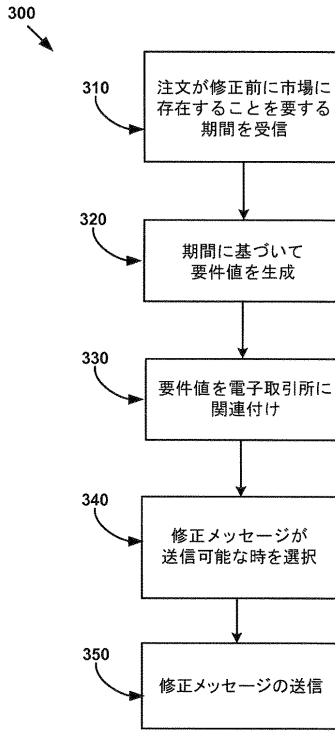 300
310
注文が修正前に市場に
存在することを要する
期間を受信
320
期間に基づいて
要件値を生成
330
要件値を電子取引所に
関連付け
340
修正メッセージが
送信可能な時を選択
350
修正メッセージの送信